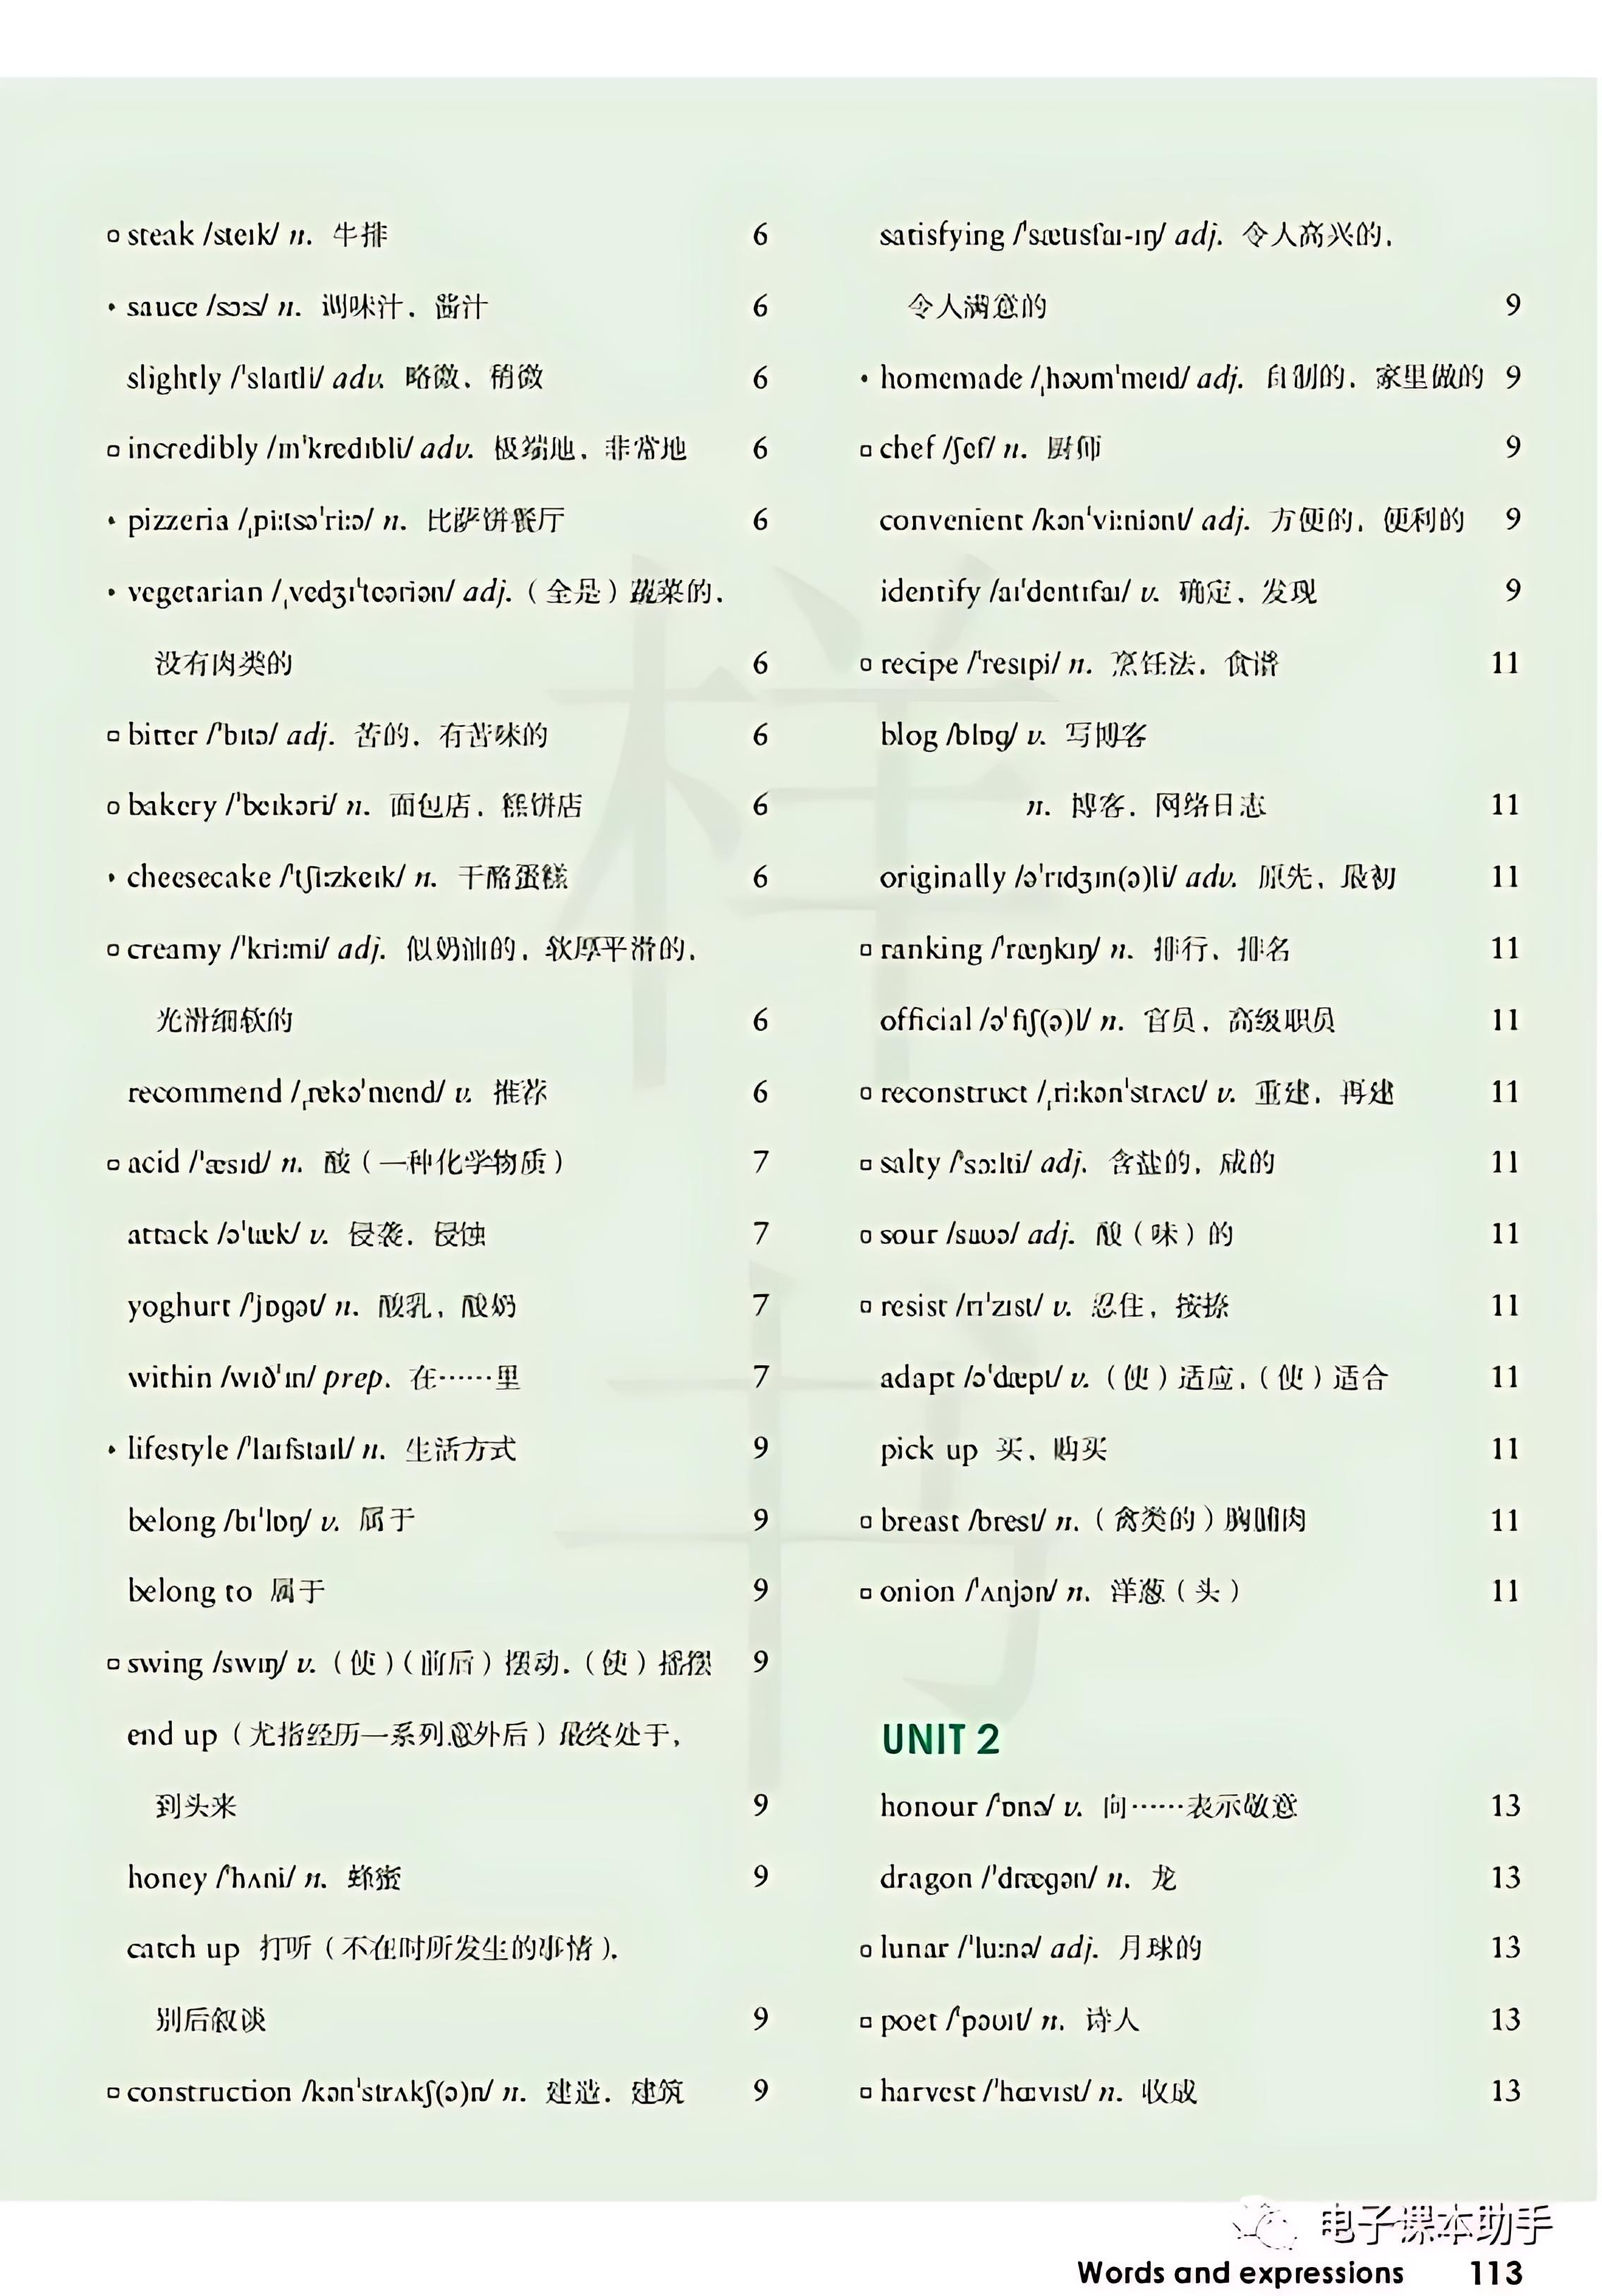 ▫ steak /steɪk/ n. 牛排 6
• sauce /sɔːs/ n. 调味汁，酱汁 6
slightly /ˈslaɪtli/ adv. 略微，稍微 6
▫ incredibly /ɪnˈkredɪbli/ adv. 极端地，非常地 6
• pizzeria /ˌpiːtsəˈriːə/ n. 比萨饼餐厅 6
• vegetarian /ˌvedʒɪˈteəriən/ adj.（全是）蔬菜的，
没有肉类的 6
▫ bitter /ˈbɪtə/ adj. 苦的，有苦味的 6
▫ bakery /ˈbeɪkəri/ n. 面包店，糕饼店 6
• cheesecake /ˈtʃiːzkeɪk/ n. 干酪蛋糕 6
▫ creamy /ˈkriːmi/ adj. 似奶油的，软厚平滑的，
光滑细软的 6
recommend /ˌrekəˈmend/ v. 推荐 6
▫ acid /ˈæsɪd/ n. 酸（一种化学物质） 7
attack /əˈtæk/ v. 侵袭，侵蚀 7
yoghurt /ˈjɒgət/ n. 酸乳，酸奶 7
within /wɪðˈɪn/ prep. 在……里 7
• lifestyle /ˈlaɪfstaɪl/ n. 生活方式 9
belong /bɪˈlɒŋ/ v. 属于 9
belong to 属于 9
▫ swing /swɪŋ/ v.（使）（前后）摆动，（使）摇摆 9
end up（尤指经历一系列意外后）最终处于，
到头来 9
honey /ˈhʌni/ n. 蜂蜜 9
catch up 打听（不在时所发生的事情），
别后叙谈 9
▫ construction /kənˈstrʌkʃ(ə)n/ n. 建造，建筑 9
satisfying /ˈsætɪsfaɪ-ɪŋ/ adj. 令人高兴的，
令人满意的 9
• homemade /ˌhəʊmˈmeɪd/ adj. 自制的，家里做的 9
▫ chef /ʃef/ n. 厨师 9
convenient /kənˈviːniənt/ adj. 方便的，便利的 9
identify /aɪˈdentɪfaɪ/ v. 确定，发现 9
▫ recipe /ˈresɪpi/ n. 烹饪法，食谱 11
blog /blɒg/ v. 写博客
n. 博客，网络日志 11
originally /əˈrɪdʒɪn(ə)li/ adv. 原先，最初 11
▫ ranking /ˈræŋkɪŋ/ n. 排行，排名 11
official /əˈfɪʃ(ə)l/ n. 官员，高级职员 11
▫ reconstruct /ˌriːkənˈstrʌct/ v. 重建，再建 11
▫ salty /ˈsɔːlti/ adj. 含盐的，咸的 11
▫ sour /saʊə/ adj. 酸（味）的 11
▫ resist /rɪˈzɪst/ v. 忍住，按捺 11
adapt /əˈdæpt/ v.（使）适应，（使）适合 11
pick up 买，购买 11
▫ breast /brest/ n.（禽类的）胸脯肉 11
▫ onion /ˈʌnjən/ n. 洋葱（头） 11
UNIT 2
honour /ˈɒnə/ v. 向……表示敬意 13
dragon /ˈdrægən/ n. 龙 13
▫ lunar /ˈluːnə/ adj. 月球的 13
▫ poet /ˈpəʊɪt/ n. 诗人 13
▫ harvest /ˈhɑːvɪst/ n. 收成 13
样书
电子课本助手
Words and expressions 113